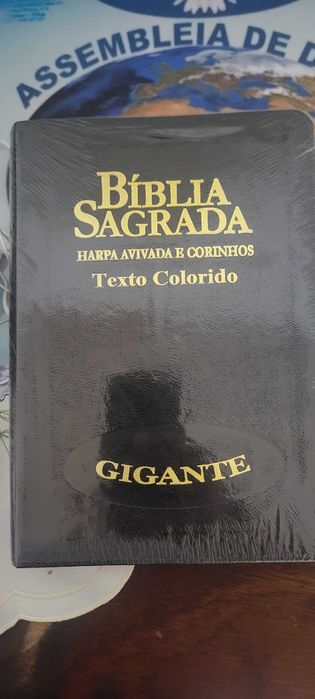 ASSEMBLEIA DE D
BÍBLIA
SAGRADA
HARPA AVIVADA E CORINHOS
Texto Colorido
GIGANTE